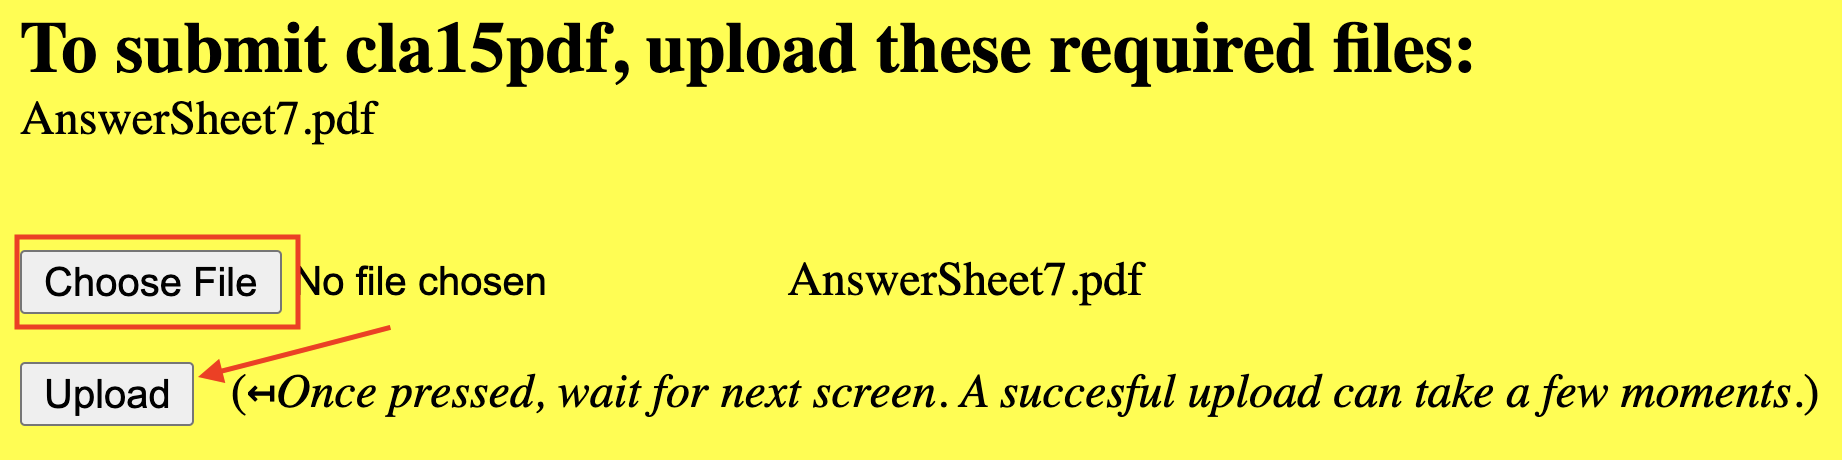 To submit cla15pdf, upload these required files:
AnswerSheet7.pdf
Choose File No file chosen AnswerSheet7.pdf
Upload (↤Once pressed, wait for next screen. A succesful upload can take a few moments.)